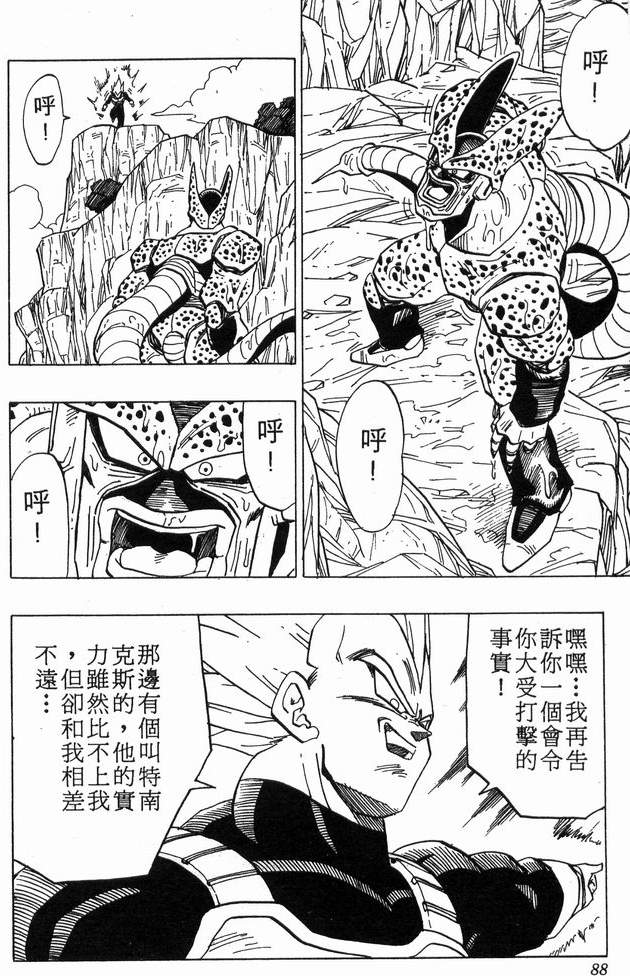 呼！
呼！
呼！
呼！
呼！
嘿嘿…我再告
訴你一個會令
你大受打擊的
事實！
那邊有個叫特南
克斯的，他的實
力雖然比不上我
，但卻和我相差
不遠…
88